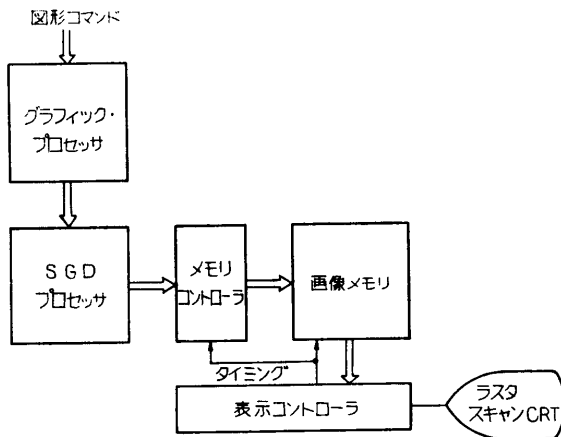 図形コマンド
グラフィック・
プロセッサ
SGD
プロセッサ
メモリ
コントローラ
画像メモリ
タイミング
表示コントローラ
ラスタ
スキャンCRT